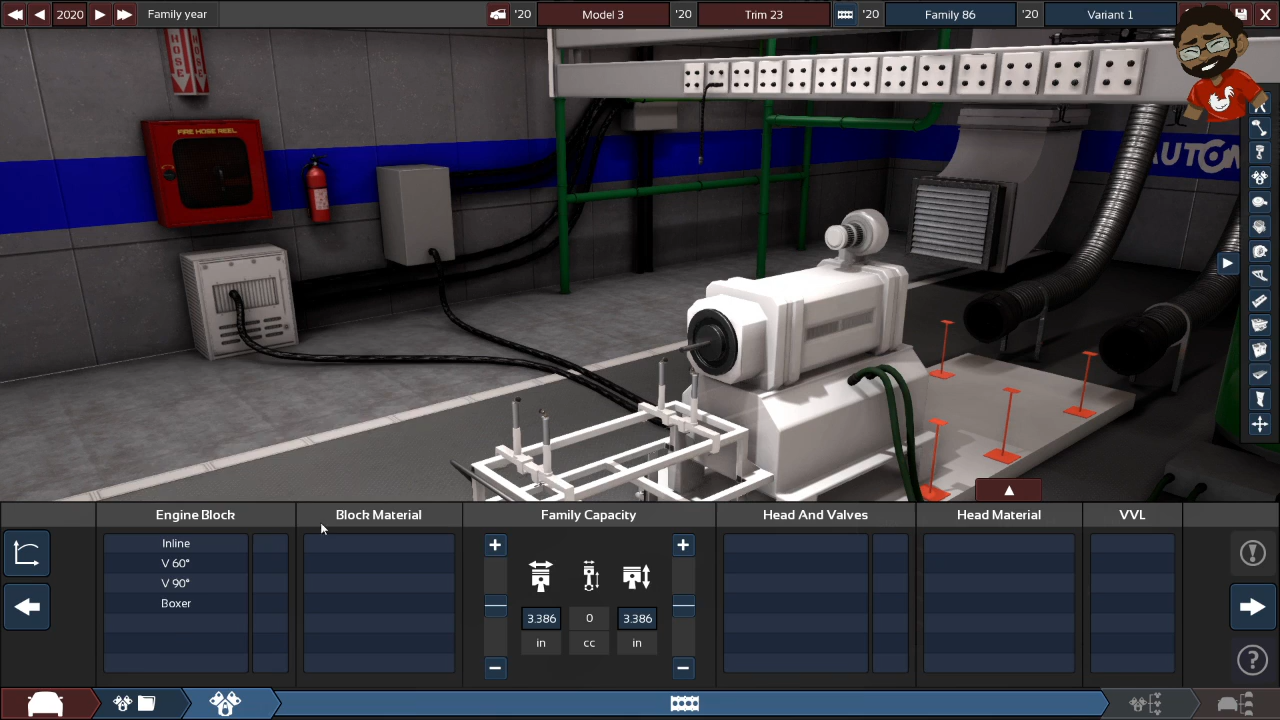 2020 Family year '20 Model 3 '20 Trim 23 '20 Family 86 '20 Variant 1
HOSE
FIRE HOSE REEL
Engine Block Block Material Family Capacity Head And Valves Head Material VVL
Inline
V 60°
V 90°
Boxer
3.386 0 3.386
in cc in